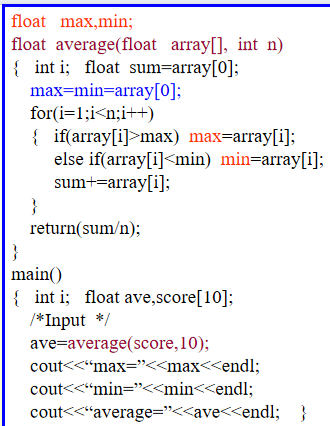 float   max,min;
float  average(float   array[],  int  n)
{   int i;   float  sum=array[0];
max=min=array[0];
for(i=1;i<n;i++)
{   if(array[i]>max)  max=array[i];
else if(array[i]<min)  min=array[i];
sum+=array[i];
}
return(sum/n);
}
main()
{   int i;   float ave,score[10];
/*Input  */
ave=average(score,10);
cout<<“max=”<<max<<endl;
cout<<“min=”<<min<<endl;
cout<<“average=”<<ave<<endl;    }